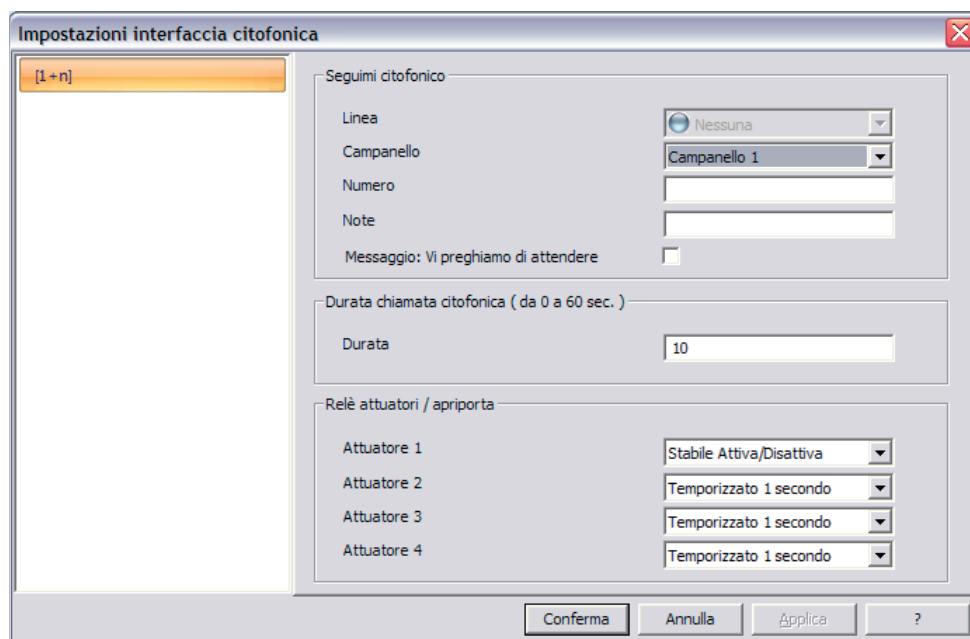 Impostazioni interfaccia citofonica
[1+n]
Seguimi citofonico
Linea Nessuna
Campanello Campanello 1
Numero
Note
Messaggio: Vi preghiamo di attendere
Durata chiamata citofonica ( da 0 a 60 sec. )
Durata 10
Relè attuatori / apriporta
Attuatore 1 Stabile Attiva/Disattiva
Attuatore 2 Temporizzato 1 secondo
Attuatore 3 Temporizzato 1 secondo
Attuatore 4 Temporizzato 1 secondo
Conferma Annulla Applica ?